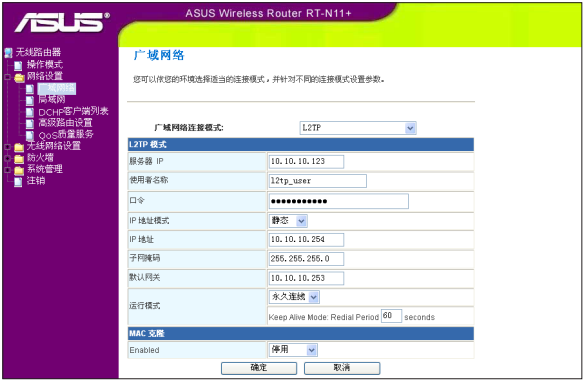 ASUS
ASUS Wireless Router RT-N11+
无线路由器
操作模式
网络设置
广域网络
局域网
DCHP客户端列表
高级路由设置
QoS质量服务
无线网络设置
防火墙
系统管理
注销
广域网络
您可以依您的环境选择适当的连接模式，并针对不同的连接模式设置参数。
广域网络连接模式: L2TP
L2TP 模式
服务器 IP 10.10.10.123
使用者名称 l2tp_user
口令 ●●●●●●●●●●●
IP 地址模式 静态
IP 地址 10.10.10.254
子网掩码 255.255.255.0
默认网关 10.10.10.253
运行模式 永久连线
Keep Alive Mode: Redial Period 60 seconds
MAC 克隆
Enabled 停用
确定 取消